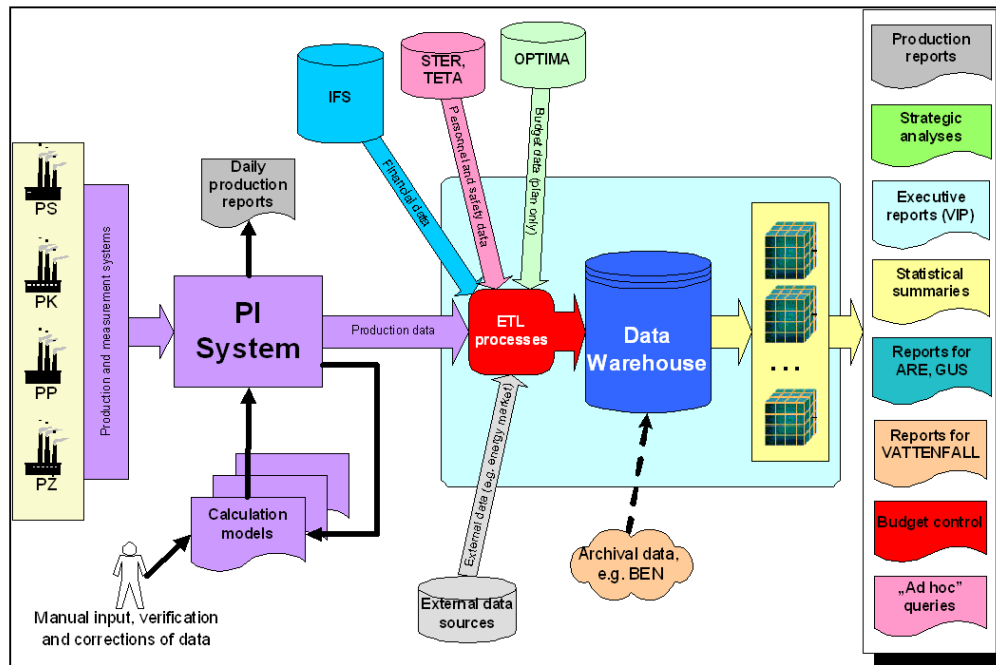 PS
PK
PP
PŻ
Production and measurement systems
Daily
production
reports
PI
System
Calculation
models
Manual input, verification
and corrections of data
IFS
STER,
TETA
OPTIMA
Financial data
Personnel and safety data
Budget data (plan only)
Production data
ETL
processes
External data (e.g. energy market)
External data
sources
Data
Warehouse
Archival data,
e.g. BEN
...
Production
reports
Strategic
analyses
Executive
reports (VIP)
Statistical
summaries
Reports for
ARE, GUS
Reports for
VATTENFALL
Budget control
„Ad hoc”
queries